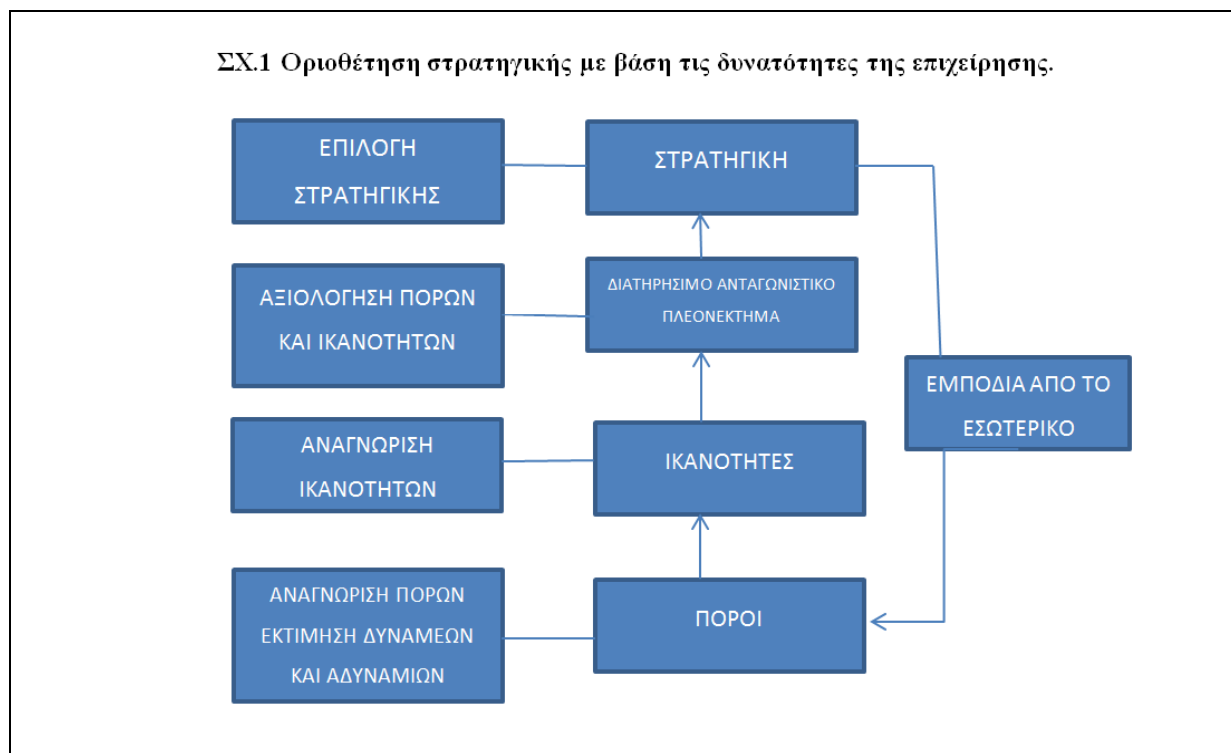 ΣΧ.1 Οριοθέτηση στρατηγικής με βάση τις δυνατότητες της επιχείρησης.
ΕΠΙΛΟΓΗ
ΣΤΡΑΤΗΓΙΚΗΣ
ΣΤΡΑΤΗΓΙΚΗ
ΑΞΙΟΛΟΓΗΣΗ ΠΟΡΩΝ
ΚΑΙ ΙΚΑΝΟΤΗΤΩΝ
ΔΙΑΤΗΡΗΣΙΜΟ ΑΝΤΑΓΩΝΙΣΤΙΚΟ
ΠΛΕΟΝΕΚΤΗΜΑ
ΕΜΠΟΔΙΑ ΑΠΟ ΤΟ
ΕΣΩΤΕΡΙΚΟ
ΑΝΑΓΝΩΡΙΣΗ
ΙΚΑΝΟΤΗΤΩΝ
ΙΚΑΝΟΤΗΤΕΣ
ΑΝΑΓΝΩΡΙΣΗ ΠΟΡΩΝ
ΕΚΤΙΜΗΣΗ ΔΥΝΑΜΕΩΝ
ΚΑΙ ΑΔΥΝΑΜΙΩΝ
ΠΟΡΟΙ